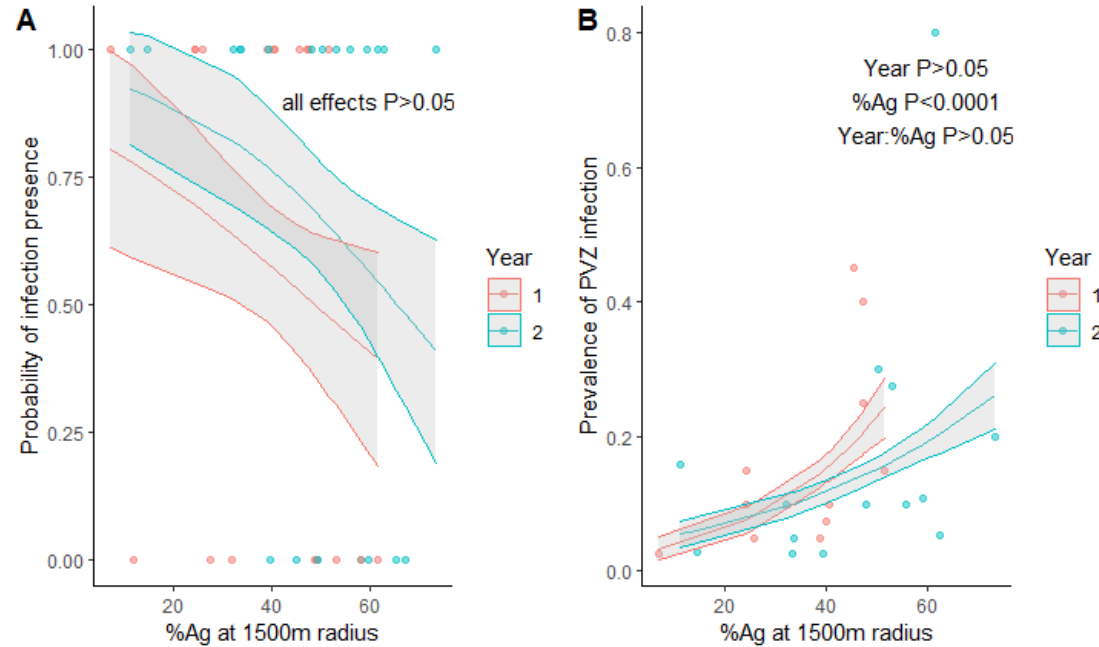 A
Probability of infection presence
1.00
0.75
0.50
0.25
0.00
all effects P>0.05
20 40 60
%Ag at 1500m radius
Year
1
2
B
Prevalence of PVZ infection
0.8
0.6
0.4
0.2
0.0
Year P>0.05
%Ag P<0.0001
Year:%Ag P>0.05
20 40 60
%Ag at 1500m radius
Year
1
2